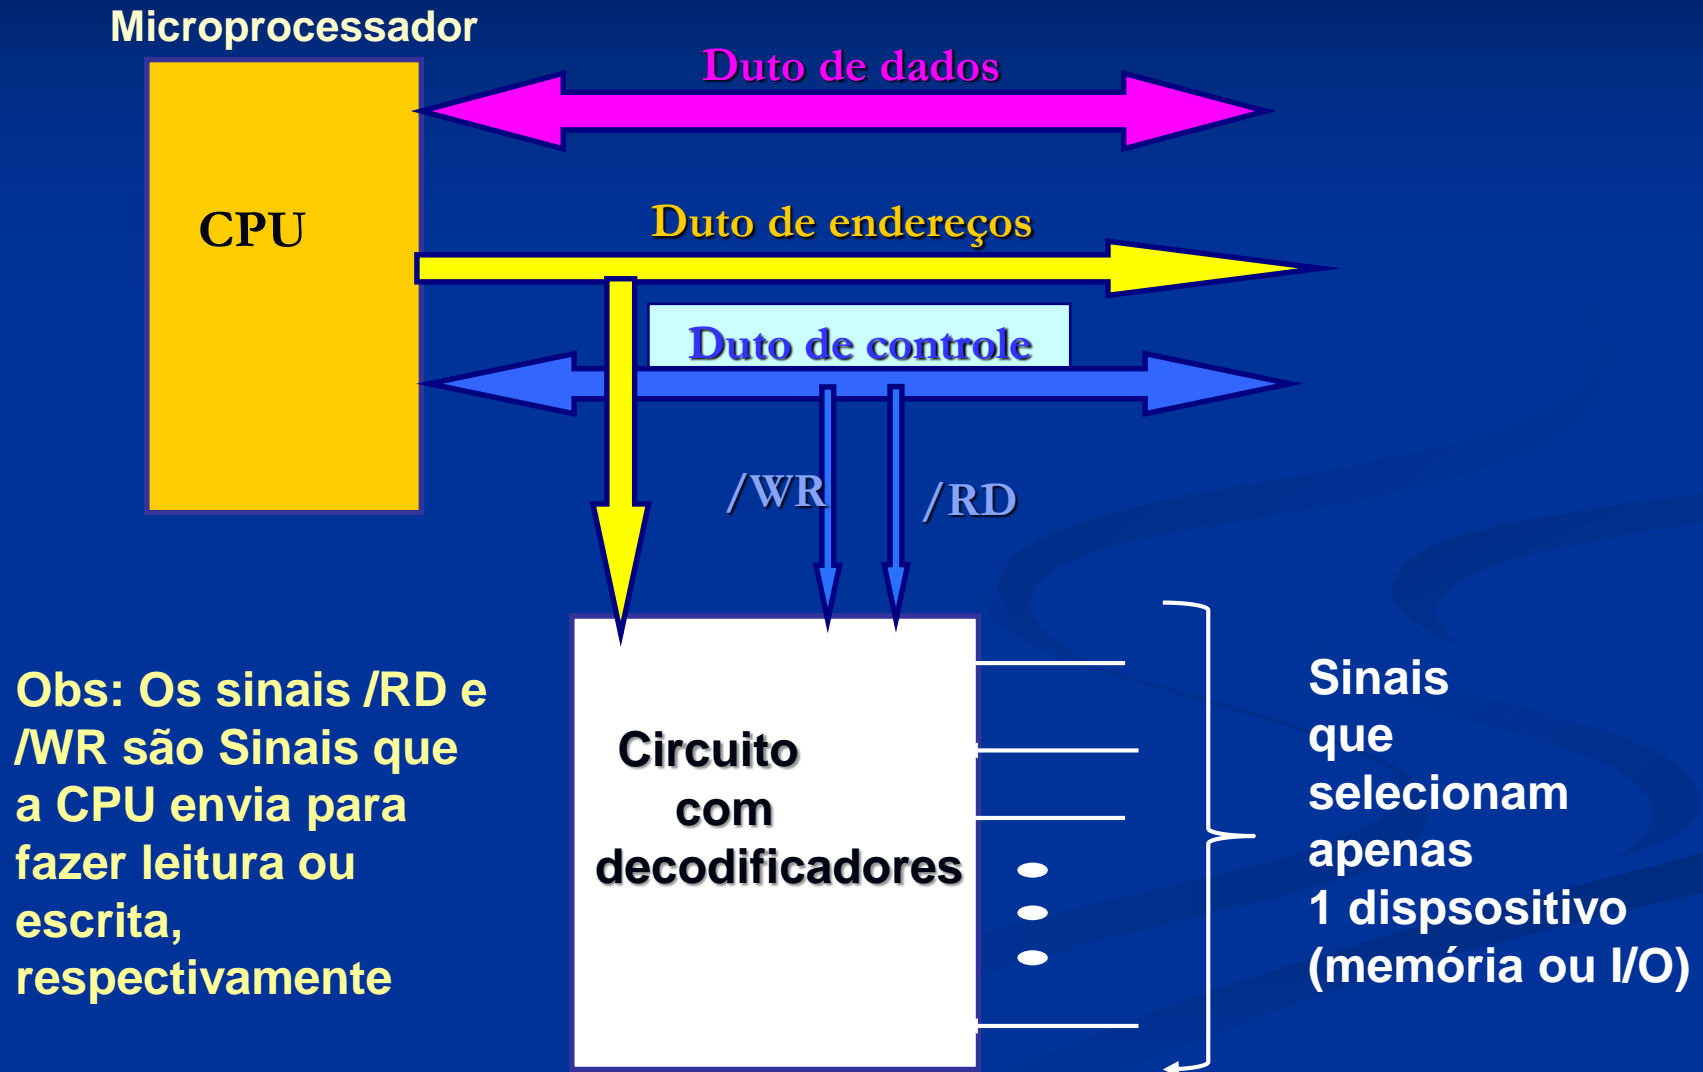 Microprocessador
Duto de dados
CPU
Duto de endereços
Duto de controle
/WR
/RD
Obs: Os sinais /RD e
/WR são Sinais que
a CPU envia para
fazer leitura ou
escrita,
respectivamente
Circuito
com
decodificadores
Sinais
que
selecionam
apenas
1 dispsositivo
(memória ou I/O)